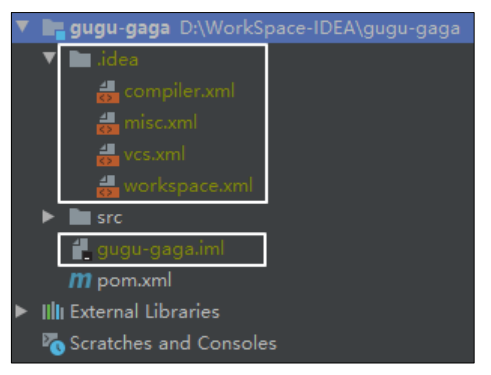 gugu-gaga D:\WorkSpace-IDEA\gugu-gaga
.idea
compiler.xml
misc.xml
vcs.xml
workspace.xml
src
gugu-gaga.iml
pom.xml
External Libraries
Scratches and Consoles